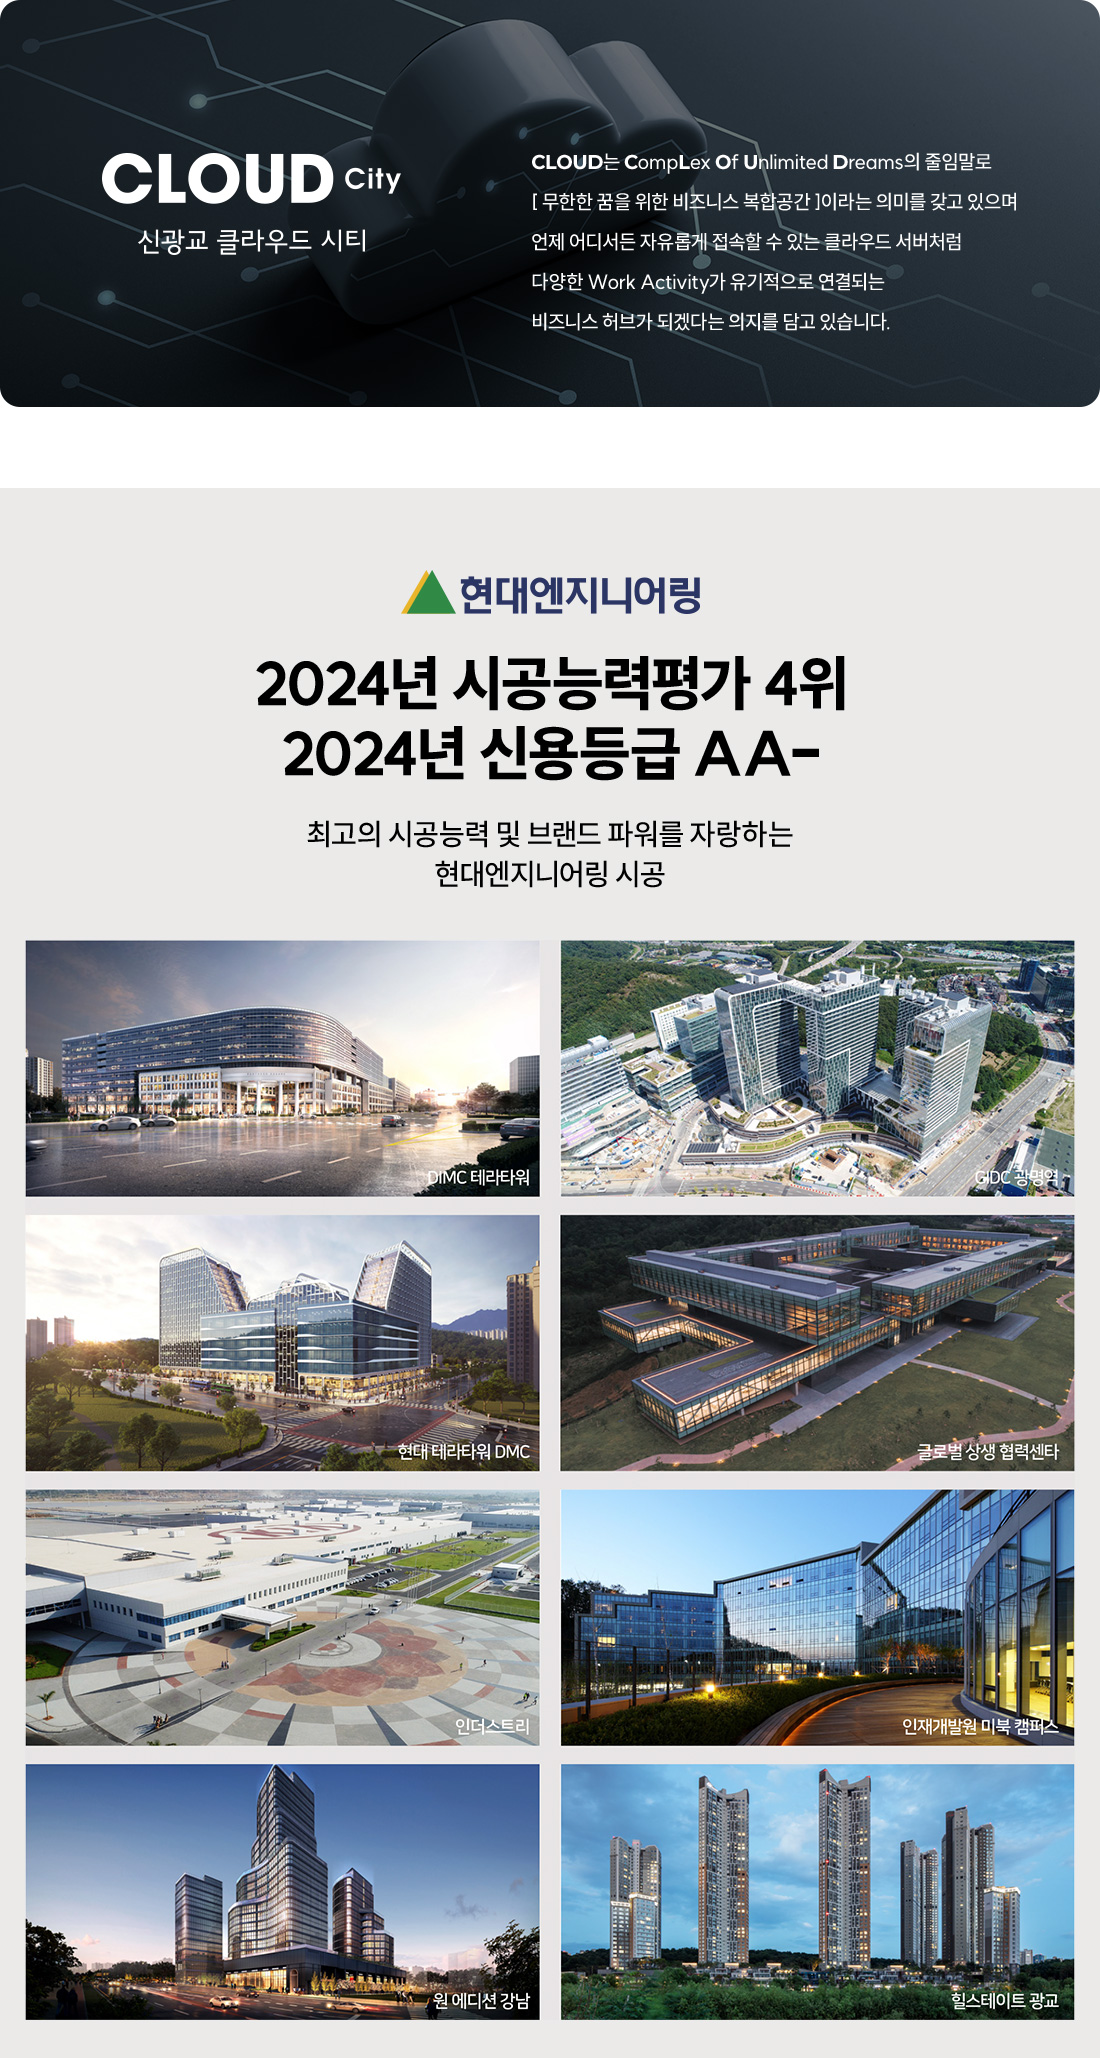 CLOUD City
신광교 클라우드 시티
CLOUD는 CompLex Of Unlimited Dreams의 줄임말로
[ 무한한 꿈을 위한 비즈니스 복합공간 ]이라는 의미를 갖고 있으며
언제 어디서든 자유롭게 접속할 수 있는 클라우드 서버처럼
다양한 Work Activity가 유기적으로 연결되는
비즈니스 허브가 되겠다는 의지를 담고 있습니다.
현대엔지니어링
2024년 시공능력평가 4위
2024년 신용등급 AA-
최고의 시공능력 및 브랜드 파워를 자랑하는
현대엔지니어링 시공
DIMC 테라타워
GIDC 광명역
현대 테라타워 DMC
글로벌 상생 협력센타
인더스트리
인재개발원 미북 캠퍼스
원 에디션 강남
힐스테이트 광교